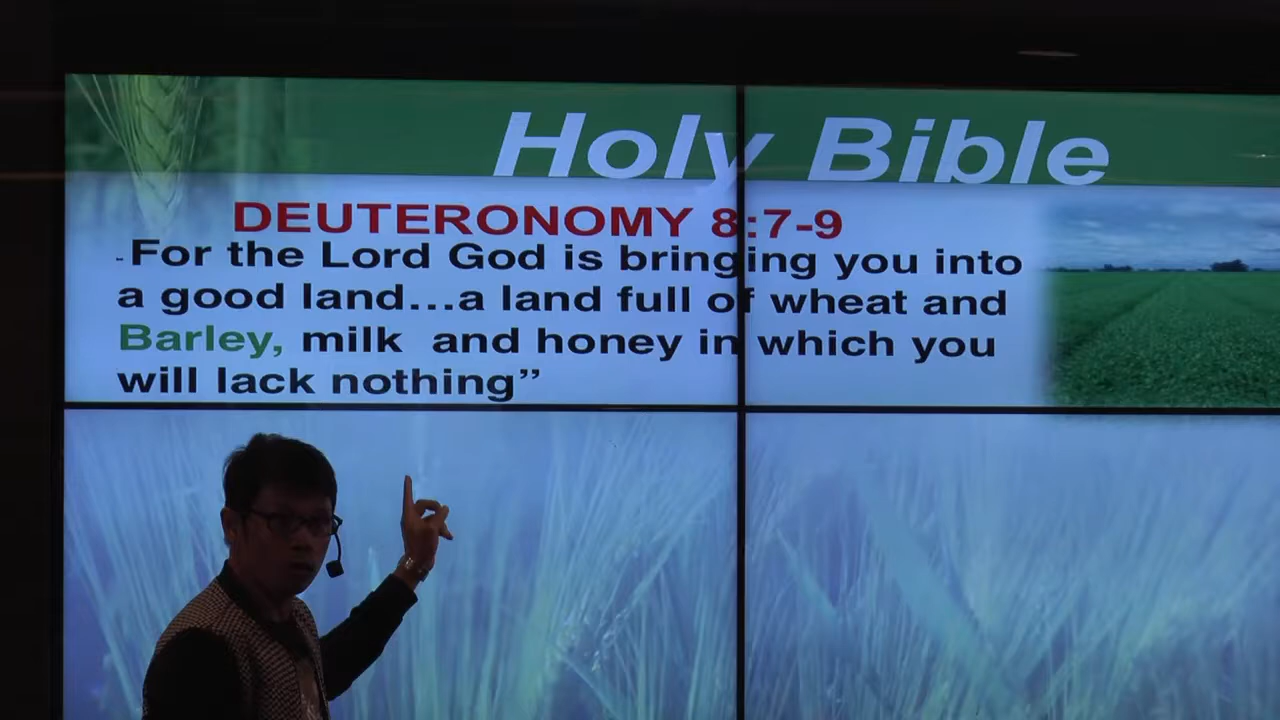 Holy Bible
DEUTERONOMY 8:7-9
-For the Lord God is bringing you into
a good land...a land full of wheat and
Barley, milk and honey in which you
will lack nothing”